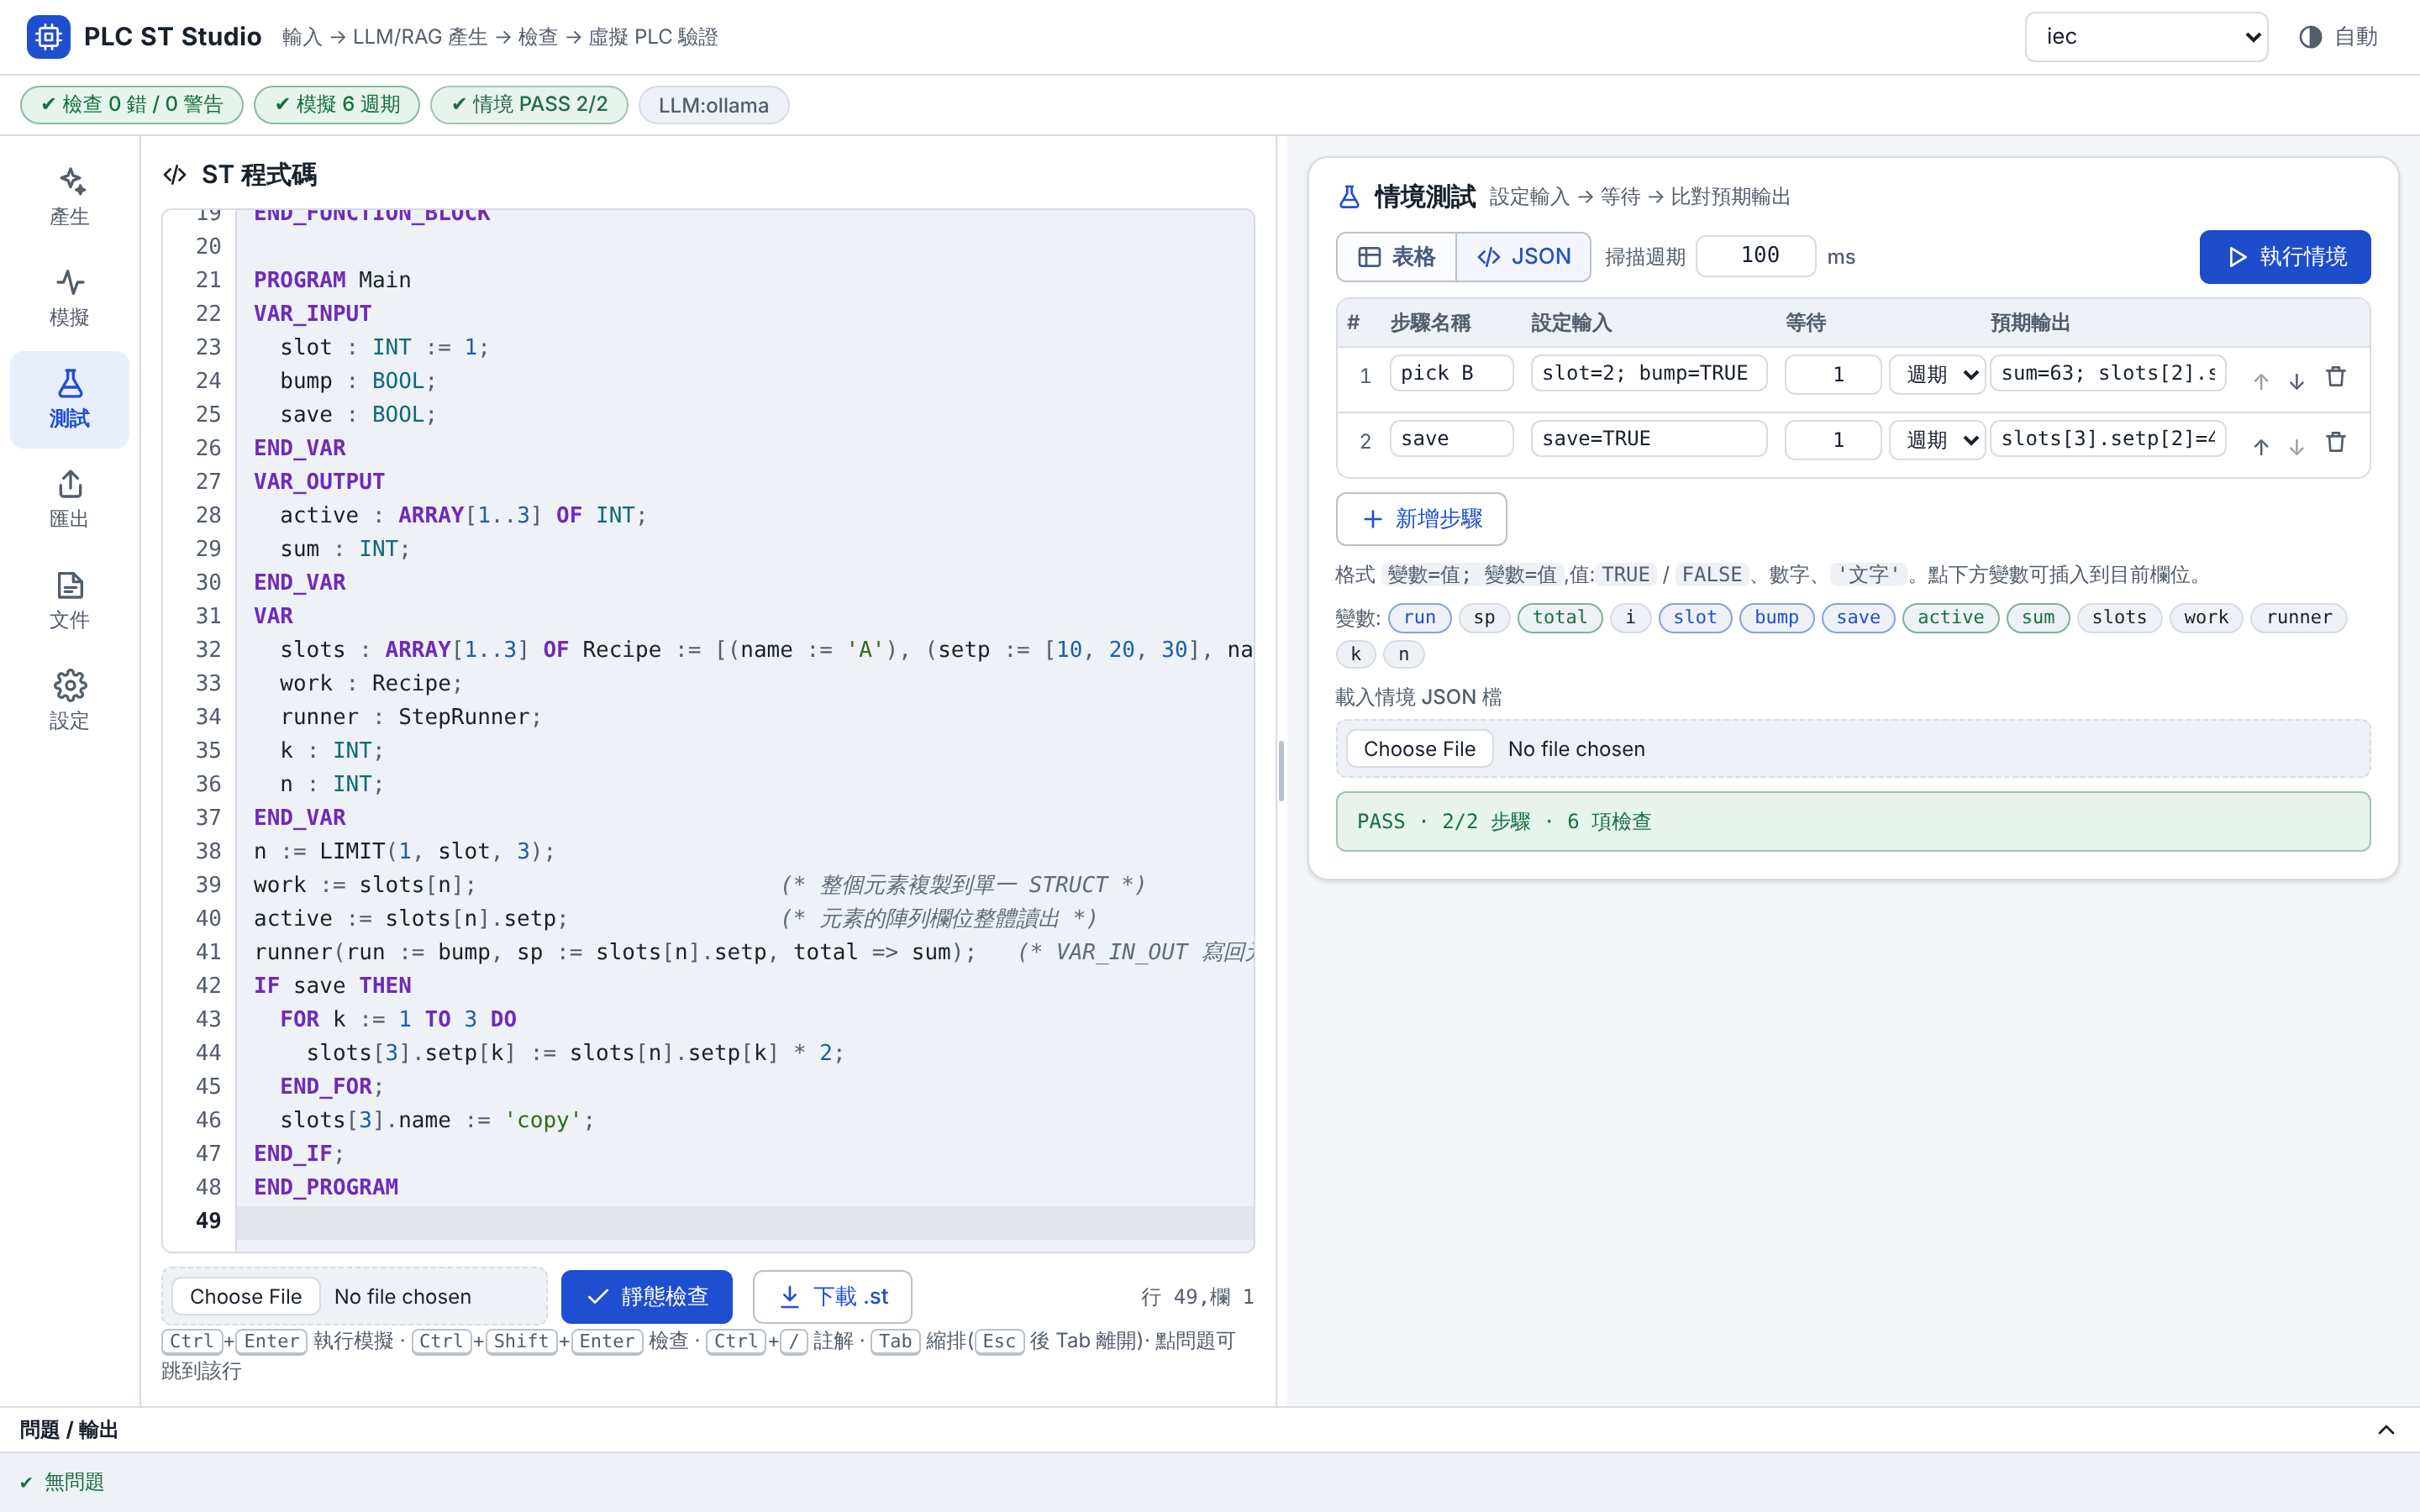 PLC ST Studio 輸入 → LLM/RAG 產生 → 檢查 → 虛擬 PLC 驗證 iec 自動
✔ 檢查 0 錯 / 0 警告 ✔ 模擬 6 週期 ✔ 情境 PASS 2/2 LLM:ollama
產生
模擬
測試
匯出
文件
設定
ST 程式碼
19 END_FUNCTION_BLOCK
20
21 PROGRAM Main
22 VAR_INPUT
23 slot : INT := 1;
24 bump : BOOL;
25 save : BOOL;
26 END_VAR
27 VAR_OUTPUT
28 active : ARRAY[1..3] OF INT;
29 sum : INT;
30 END_VAR
31 VAR
32 slots : ARRAY[1..3] OF Recipe := [(name := 'A'), (setp := [10, 20, 30], na
33 work : Recipe;
34 runner : StepRunner;
35 k : INT;
36 n : INT;
37 END_VAR
38 n := LIMIT(1, slot, 3);
39 work := slots[n]; (* 整個元素複製到單一 STRUCT *)
40 active := slots[n].setp; (* 元素的陣列欄位整體讀出 *)
41 runner(run := bump, sp := slots[n].setp, total => sum); (* VAR_IN_OUT 寫回
42 IF save THEN
43 FOR k := 1 TO 3 DO
44 slots[3].setp[k] := slots[n].setp[k] * 2;
45 END_FOR;
46 slots[3].name := 'copy';
47 END_IF;
48 END_PROGRAM
49
Choose File No file chosen 靜態檢查 下載 .st 行 49,欄 1
Ctrl+Enter 執行模擬 · Ctrl+Shift+Enter 檢查 · Ctrl+/ 註解 · Tab 縮排(Esc 後 Tab 離開)· 點問題可
跳到該行
情境測試 設定輸入 → 等待 → 比對預期輸出
表格 JSON 掃描週期 100 ms 執行情境
# 步驟名稱 設定輸入 等待 預期輸出
1 pick B slot=2; bump=TRUE 1 週期 sum=63; slots[2].s
2 save save=TRUE 1 週期 slots[3].setp[2]=4
新增步驟
格式 變數=值; 變數=值 ,值: TRUE / FALSE 、數字、 '文字' 。點下方變數可插入到目前欄位。
變數: run sp total i slot bump save active sum slots work runner
k n
載入情境 JSON 檔
Choose File No file chosen
PASS · 2/2 步驟 · 6 項檢查
問題 / 輸出
✔ 無問題